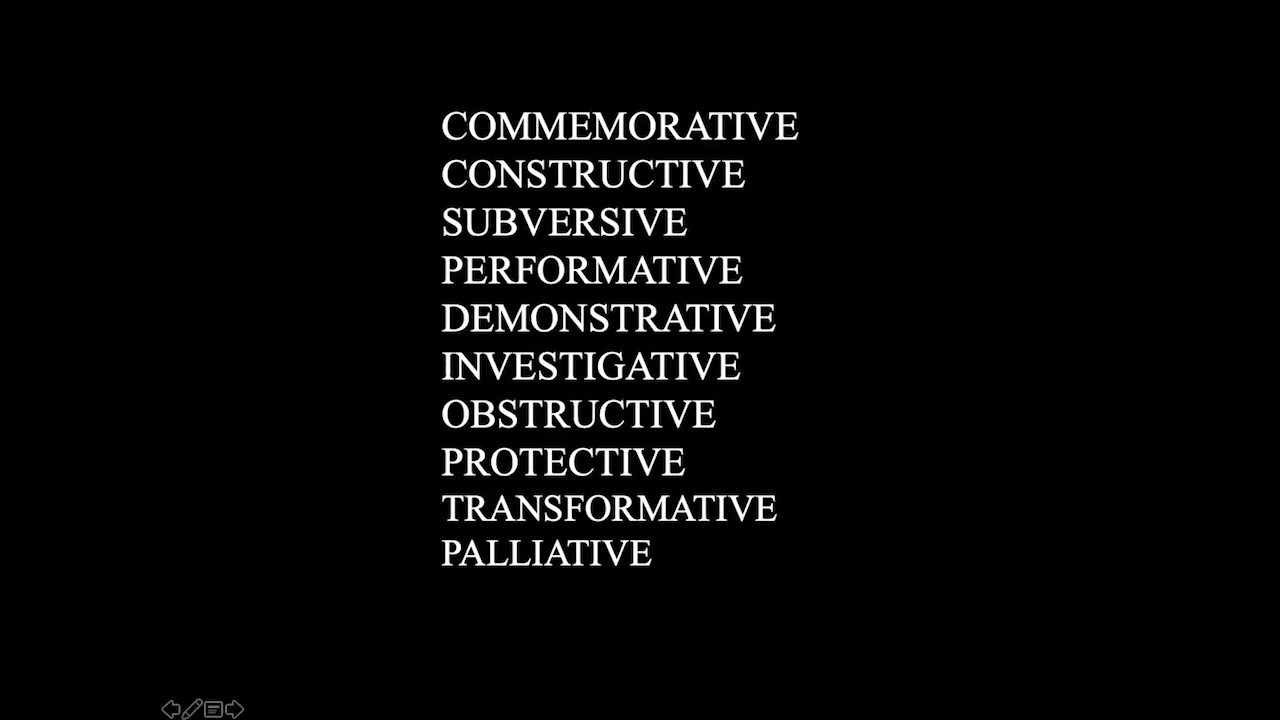 COMMEMORATIVE
CONSTRUCTIVE
SUBVERSIVE
PERFORMATIVE
DEMONSTRATIVE
INVESTIGATIVE
OBSTRUCTIVE
PROTECTIVE
TRANSFORMATIVE
PALLIATIVE